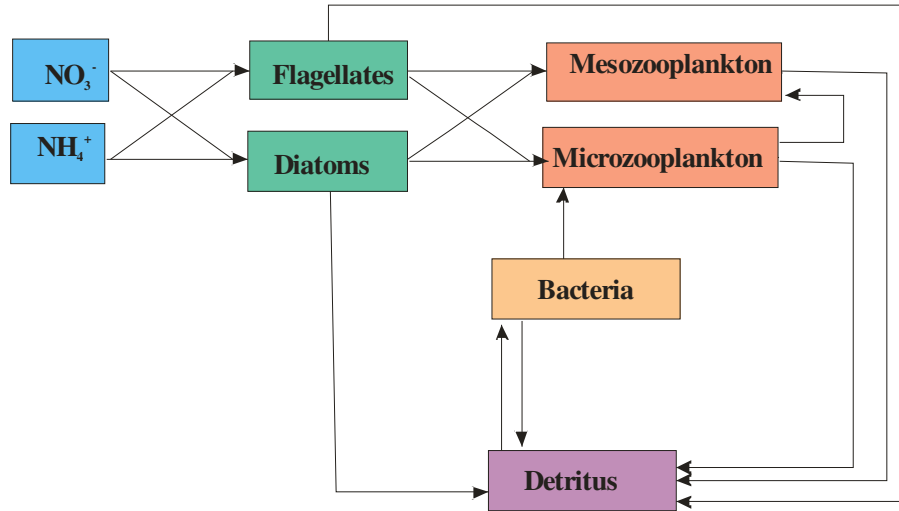 NO₃⁻
NH₄⁺
Flagellates
Diatoms
Mesozooplankton
Microzooplankton
Bacteria
Detritus